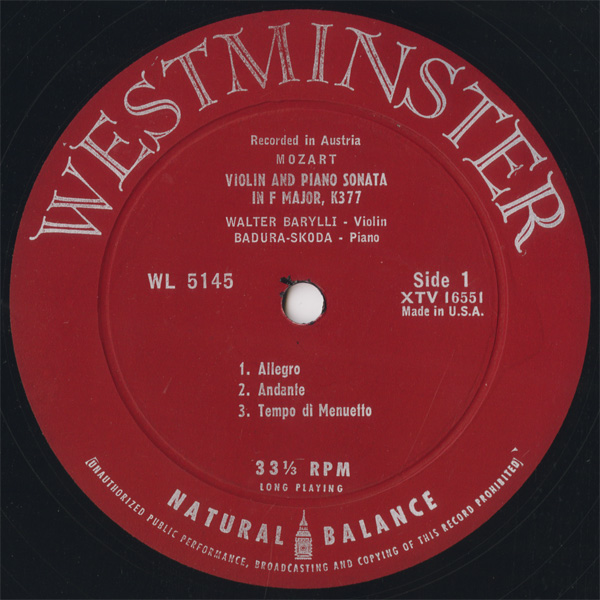 WESTMINSTER
Recorded in Austria
MOZART
VIOLIN AND PIANO SONATA
IN F MAJOR, K377
WALTER BARYLLI - Violin
BADURA-SKODA - Piano
WL 5145
Side 1
XTV 16551
Made in U.S.A.
1. Allegro
2. Andante
3. Tempo di Menuetto
33⅓ RPM
LONG PLAYING
NATURAL BALANCE
(UNAUTHORIZED PUBLIC PERFORMANCE, BROADCASTING AND COPYING OF THIS RECORD PROHIBITED)